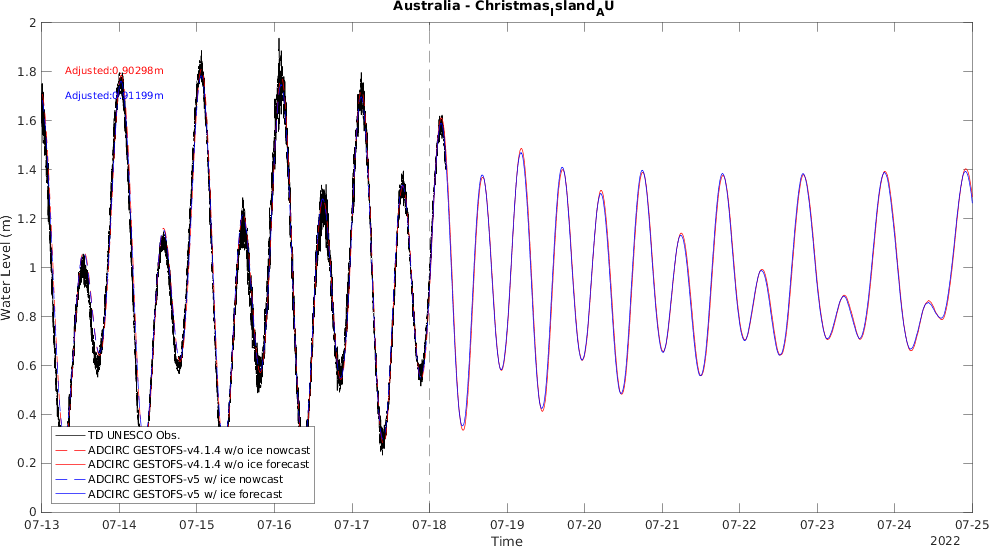 Australia - Christmas_Island_AU
Adjusted:0.90298m
Adjusted:0.91199m
2
1.8
1.6
1.4
1.2
1
0.8
0.6
0.4
0.2
0
Water Level (m)
TD UNESCO Obs.
ADCIRC GESTOFS-v4.1.4 w/o ice nowcast
ADCIRC GESTOFS-v4.1.4 w/o ice forecast
ADCIRC GESTOFS-v5 w/ ice nowcast
ADCIRC GESTOFS-v5 w/ ice forecast
07-13 07-14 07-15 07-16 07-17 07-18 07-19 07-20 07-21 07-22 07-23 07-24 07-25
Time
2022